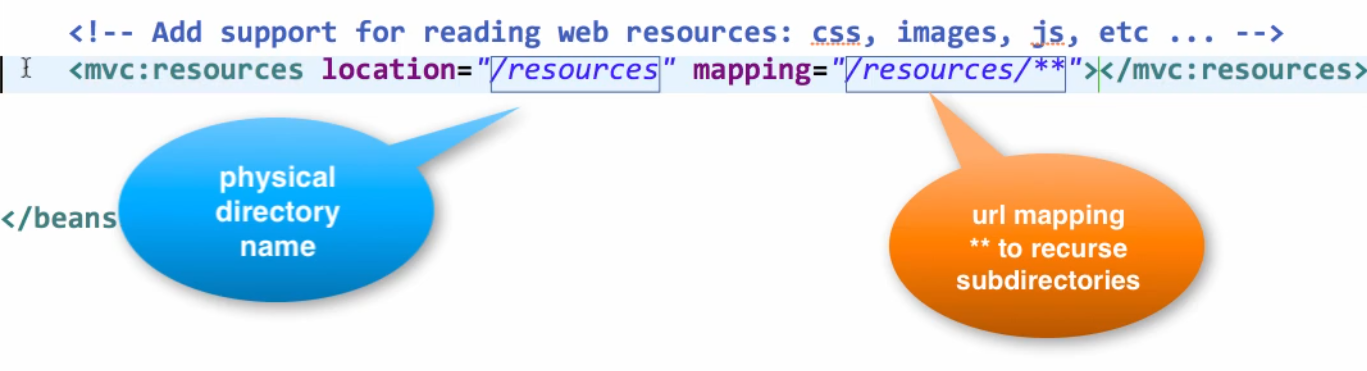 <!-- Add support for reading web resources: css, images, js, etc ... -->
<mvc:resources location="/resources" mapping="/resources/**"></mvc:resources>
physical
directory
name
</beans
url mapping
** to recurse
subdirectories